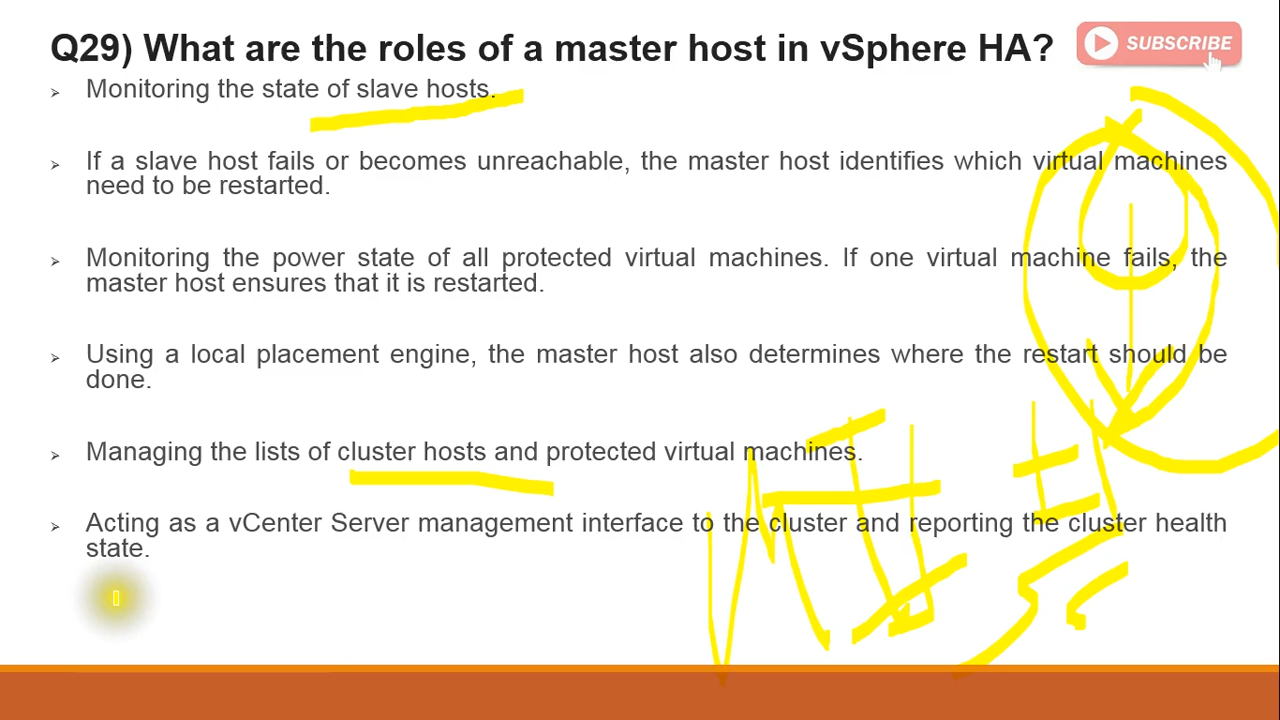 Q29) What are the roles of a master host in vSphere HA?
SUBSCRIBE
Monitoring the state of slave hosts.
If a slave host fails or becomes unreachable, the master host identifies which virtual machines
need to be restarted.
Monitoring the power state of all protected virtual machines. If one virtual machine fails, the
master host ensures that it is restarted.
Using a local placement engine, the master host also determines where the restart should be
done.
Managing the lists of cluster hosts and protected virtual machines.
Acting as a vCenter Server management interface to the cluster and reporting the cluster health
state.